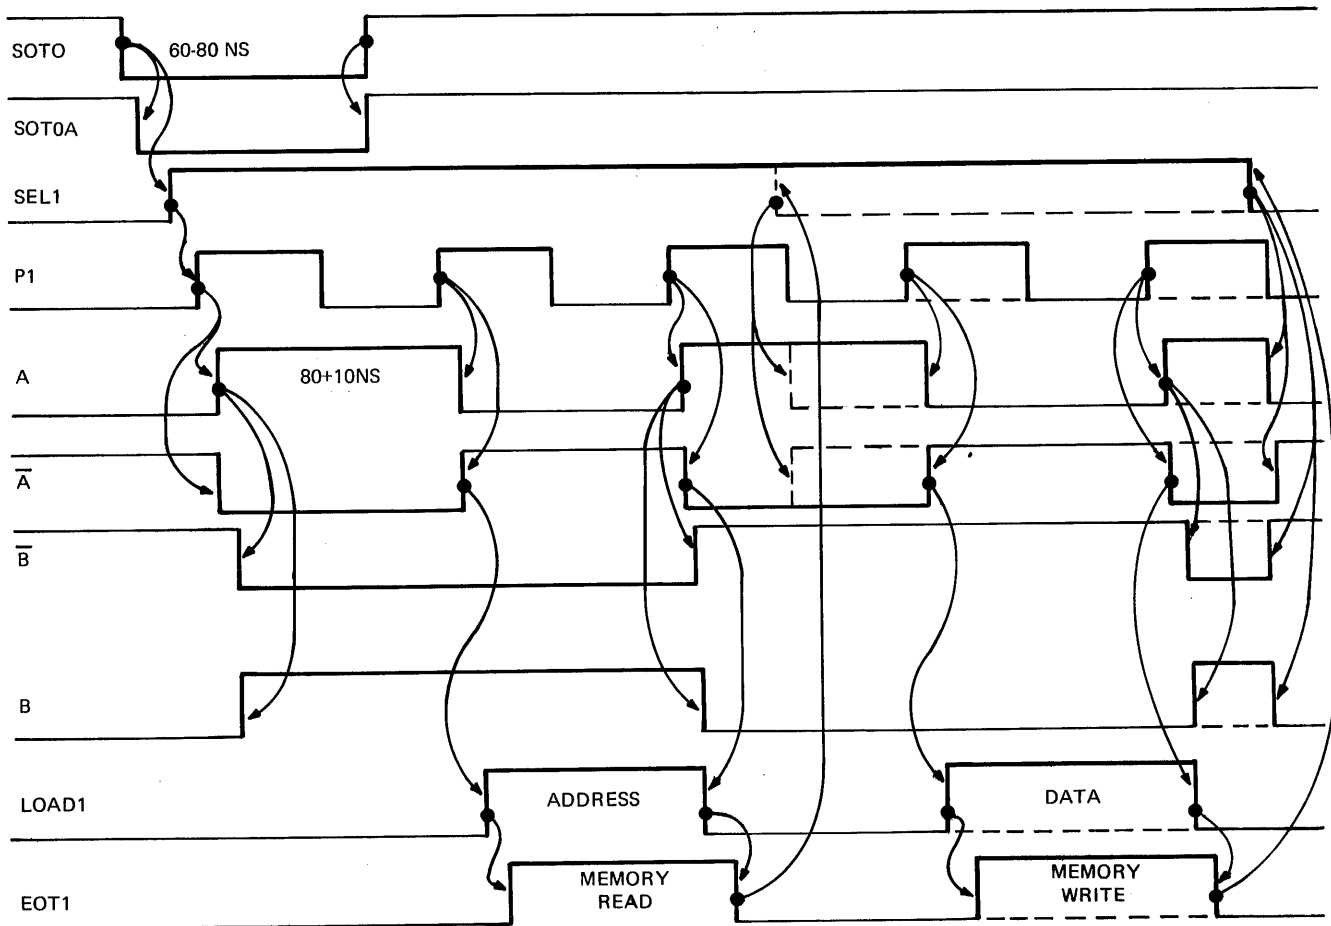 SOTO
60-80 NS
SOT0A
SEL1
P1
A
80+10NS
A̅
B̅
B
LOAD1
ADDRESS
DATA
EOT1
MEMORY
READ
MEMORY
WRITE